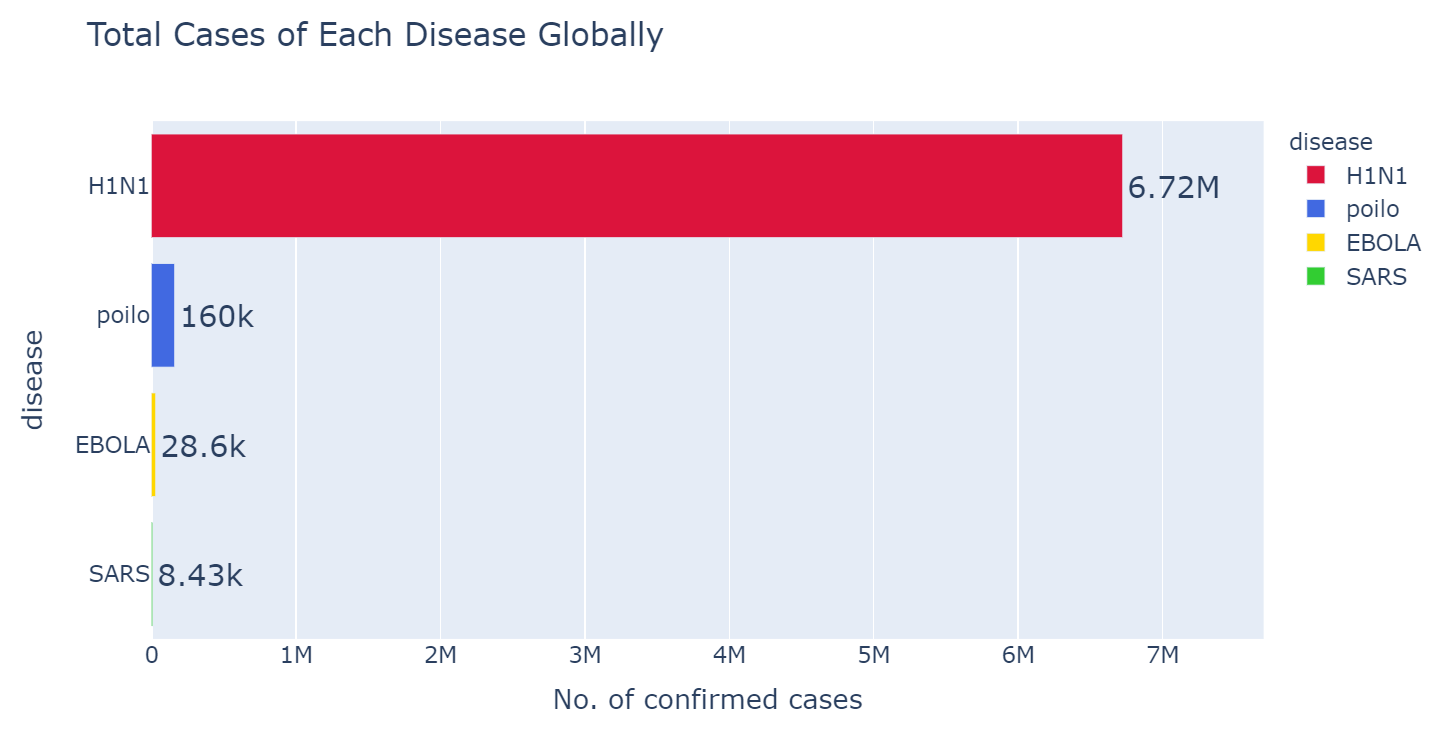 Total Cases of Each Disease Globally
disease
H1N1
poilo
EBOLA
SARS
H1N1
6.72M
poilo
160k
EBOLA
28.6k
SARS
8.43k
disease
0 1M 2M 3M 4M 5M 6M 7M
No. of confirmed cases